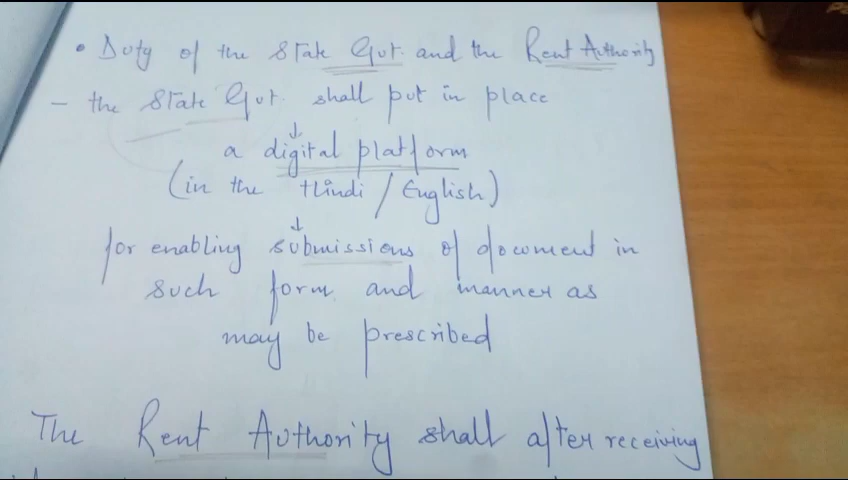 • Duty of the State Gvt. and the Rent Authority
- the State Gvt. shall put in place
↓
a digital platform
(in the Hindi / English)
↓
for enabling submissions of document in
such form and manner as
may be prescribed
The Rent Authority shall after receiving